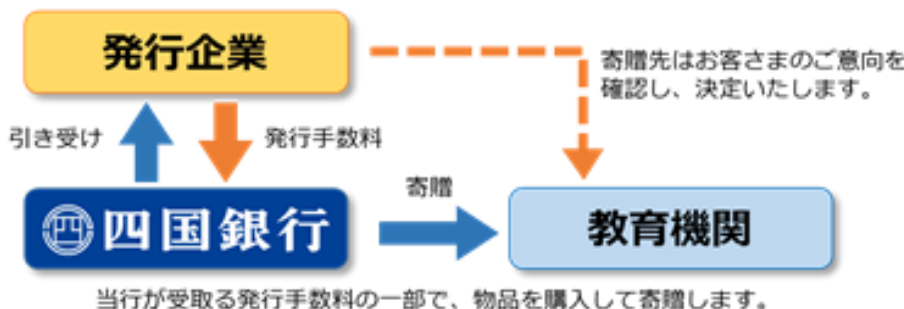 発行企業
寄贈先はお客さまのご意向を
確認し、決定いたします。
引き受け
発行手数料
寄贈
四国銀行
教育機関
当行が受取る発行手数料の一部で、物品を購入して寄贈します。